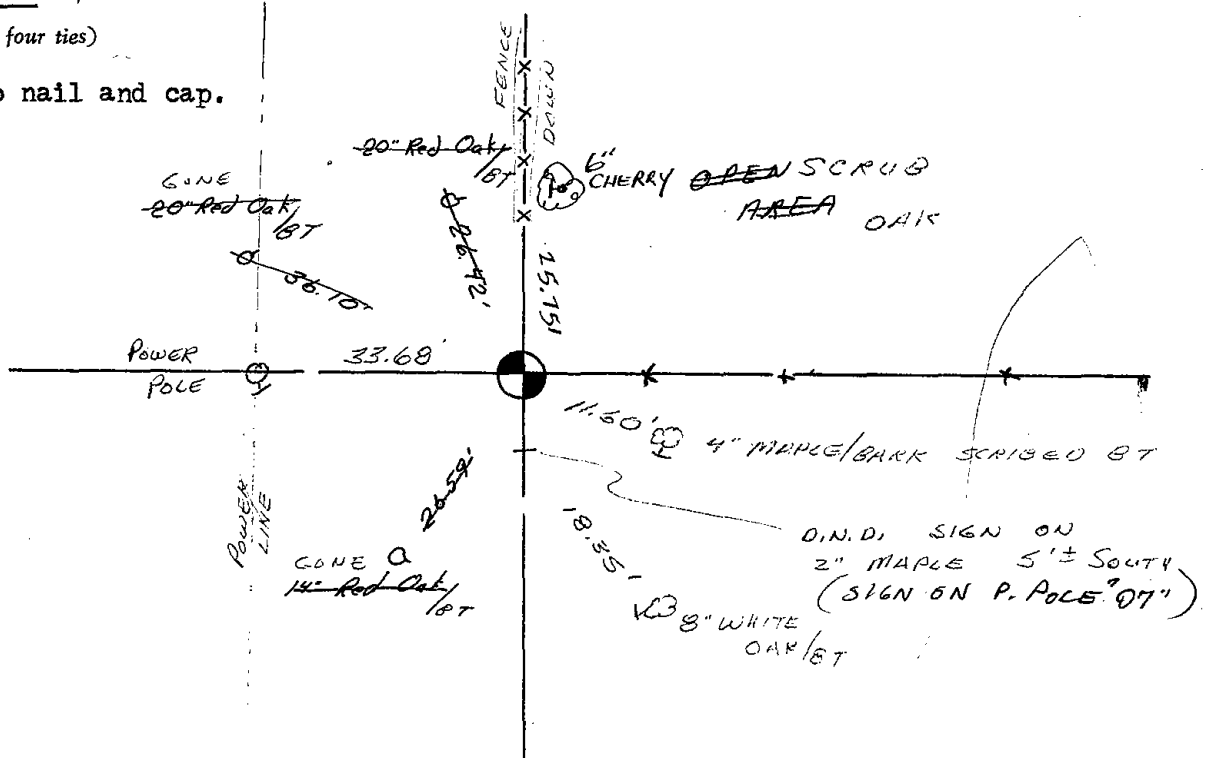 four ties)
nail and cap.
FENCE
DOWN
20" Red Oak/
BT
6"
CHERRY OPEN SCRUB
AREA
OAK
GONE
20" Red Oak/
BT
36.10'
26.42'
25.75'
POWER
POLE
33.68'
11.60'
4" MAPLE/BARK SCRIBED BT
26.59'
POWER
LINE
GONE
14" Red Oak/
BT
18.35'
8" WHITE
OAK/BT
D.N.D. SIGN ON
2" MAPLE 5'± SOUTH
(SIGN ON P. POLE "07")